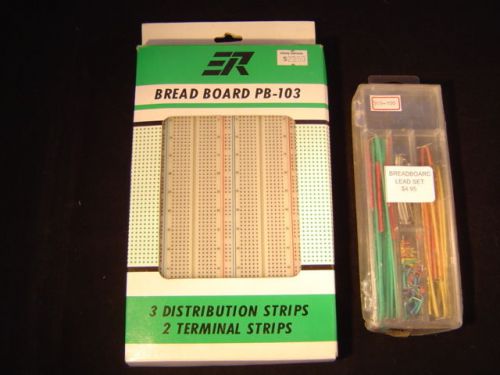 ER
BREAD BOARD PB-103
3 DISTRIBUTION STRIPS
2 TERMINAL STRIPS
BREADBOARD
LEAD SET
$4.95